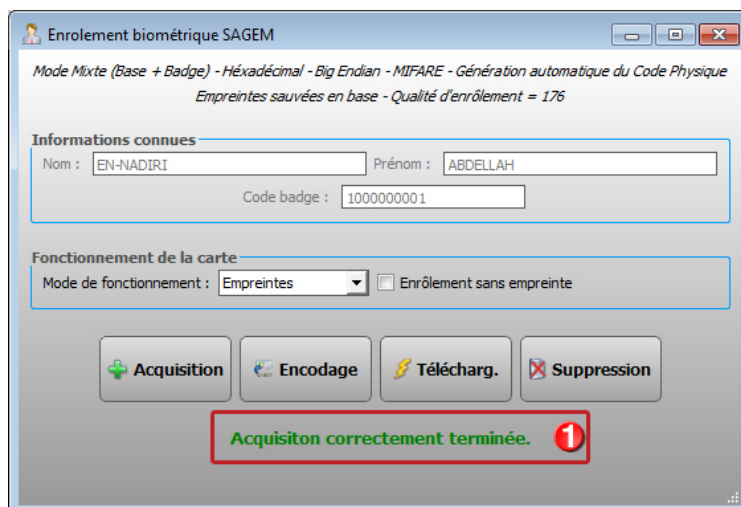 Enrolement biométrique SAGEM
Mode Mixte (Base + Badge) - Héxadécimal - Big Endian - MIFARE - Génération automatique du Code Physique
Empreintes sauvées en base - Qualité d'enrôlement = 176
Informations connues
Nom : EN-NADIRI Prénom : ABDELLAH
Code badge : 1000000001
Fonctionnement de la carte
Mode de fonctionnement : Empreintes Enrôlement sans empreinte
Acquisition Encodage Télécharg. Suppression
Acquisiton correctement terminée. 1